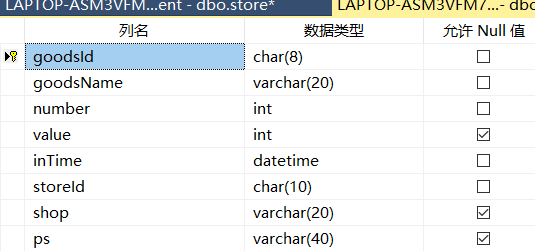 LAPTOP-ASM3VFM...ent - dbo.store* LAPTOP-ASM3VFM7...- dbo
列名 数据类型 允许 Null 值
goodsId char(8)
goodsName varchar(20)
number int
value int
inTime datetime
storeId char(10)
shop varchar(20)
ps varchar(40)